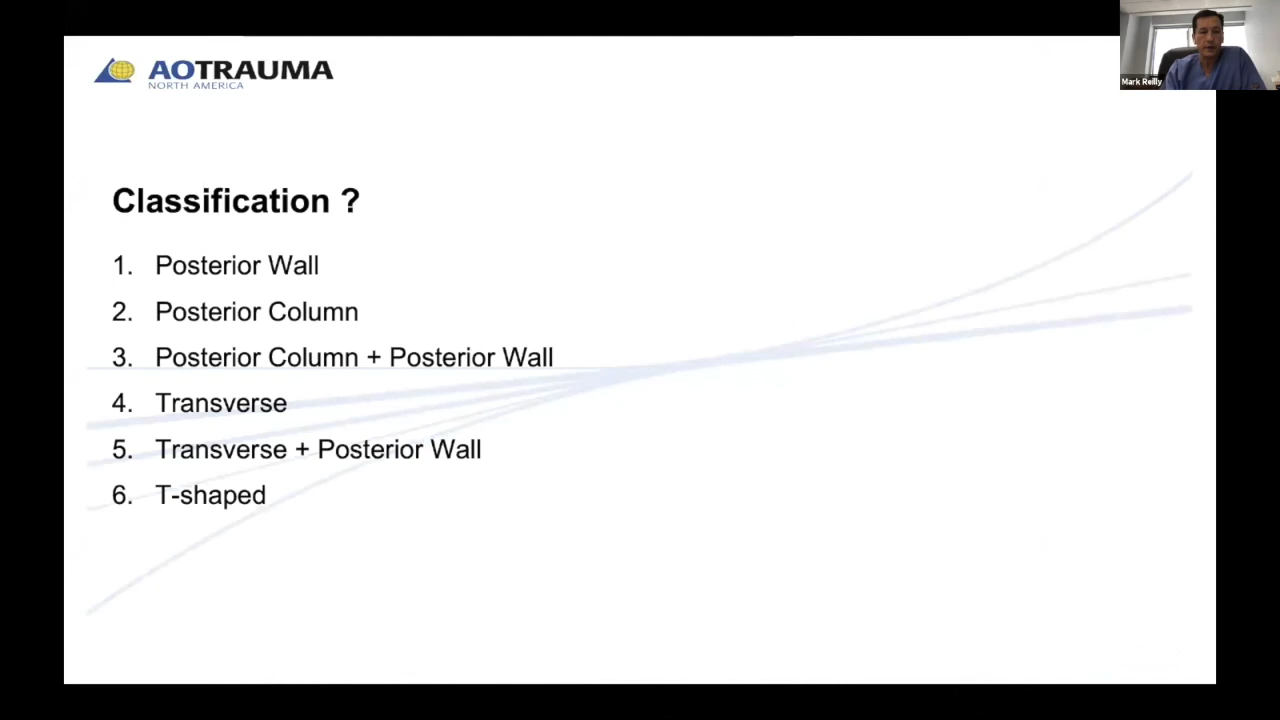 AOTRAUMA
NORTH AMERICA
Mark Reilly
Classification ?
1. Posterior Wall
2. Posterior Column
3. Posterior Column + Posterior Wall
4. Transverse
5. Transverse + Posterior Wall
6. T-shaped